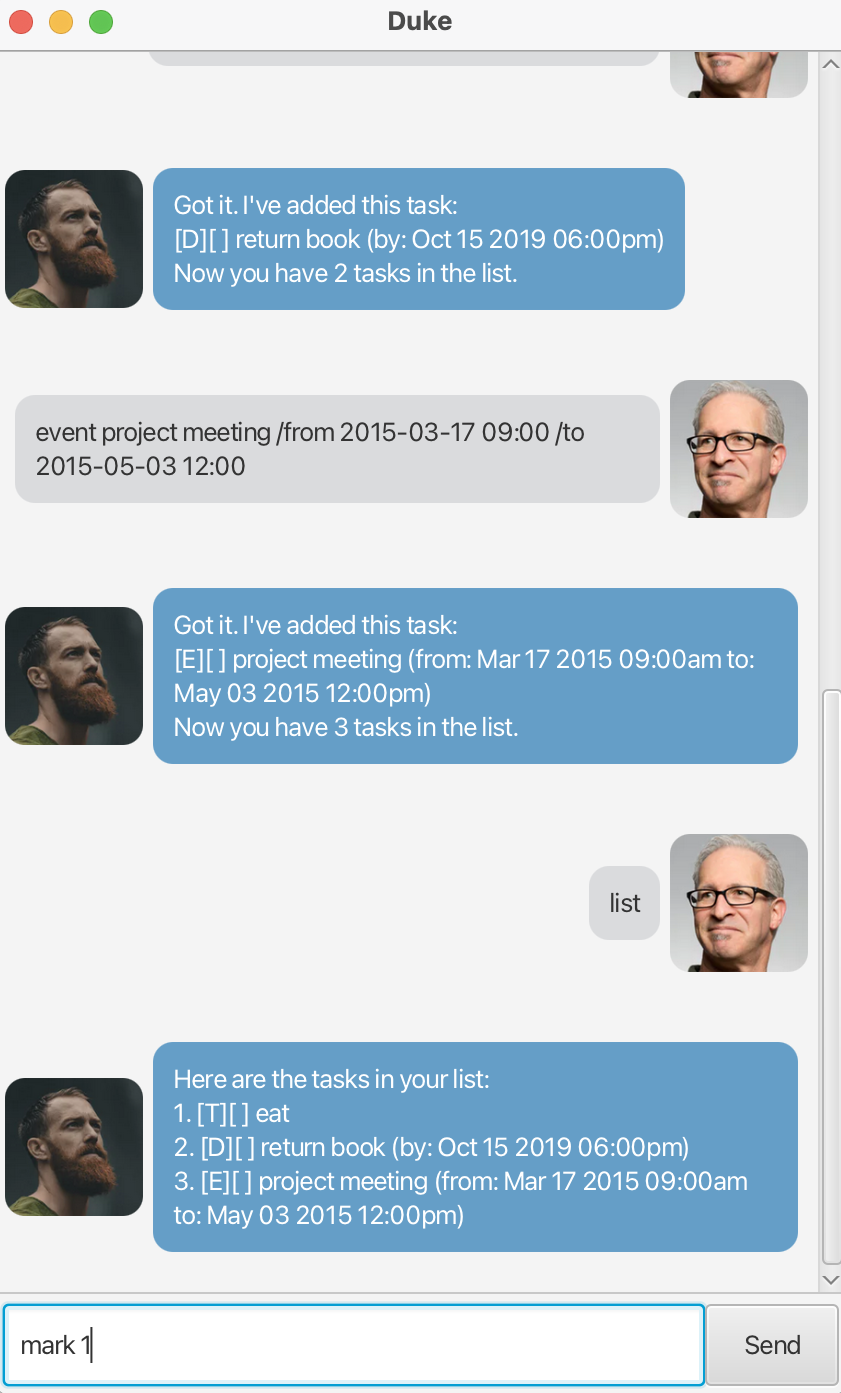 Duke
Got it. I've added this task:
[D][ ] return book (by: Oct 15 2019 06:00pm)
Now you have 2 tasks in the list.
event project meeting /from 2015-03-17 09:00 /to
2015-05-03 12:00
Got it. I've added this task:
[E][ ] project meeting (from: Mar 17 2015 09:00am to:
May 03 2015 12:00pm)
Now you have 3 tasks in the list.
list
Here are the tasks in your list:
1. [T][ ] eat
2. [D][ ] return book (by: Oct 15 2019 06:00pm)
3. [E][ ] project meeting (from: Mar 17 2015 09:00am
to: May 03 2015 12:00pm)
mark 1
Send